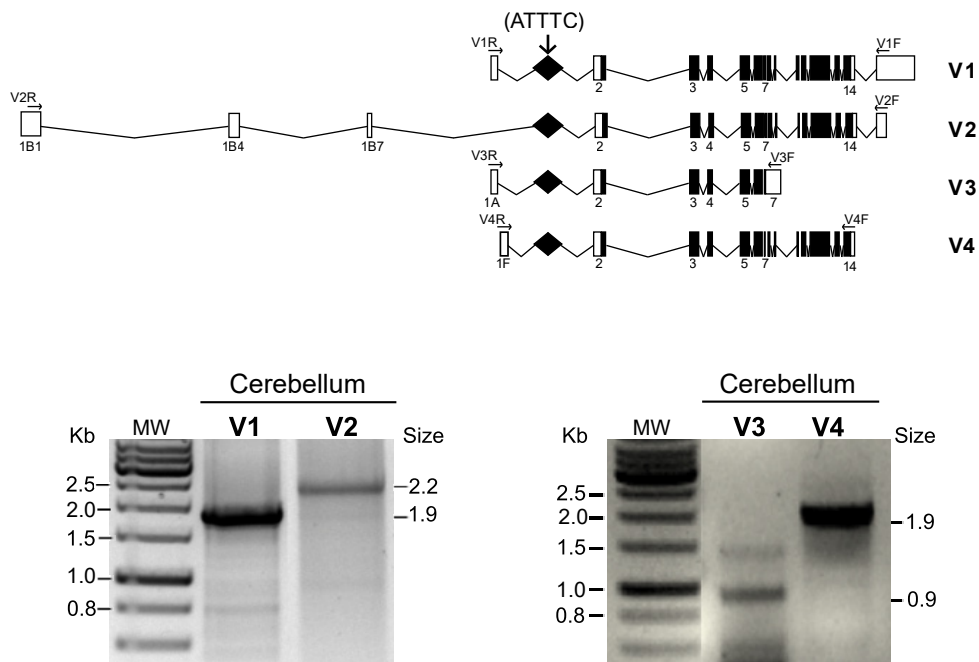 (ATTTC)
V1R V1F
2 3 5 7 14
V1
V2R V2F
1B1 1B4 1B7 2 3 4 5 7 14
V2
V3R V3F
1A 2 3 4 5 7
V3
V4R V4F
1F 2 3 5 7 14
V4
Cerebellum
Kb MW V1 V2 Size
2.5 2.2
2.0 1.9
1.5
1.0
0.8
Cerebellum
Kb MW V3 V4 Size
2.5
2.0 1.9
1.5
1.0 0.9
0.8